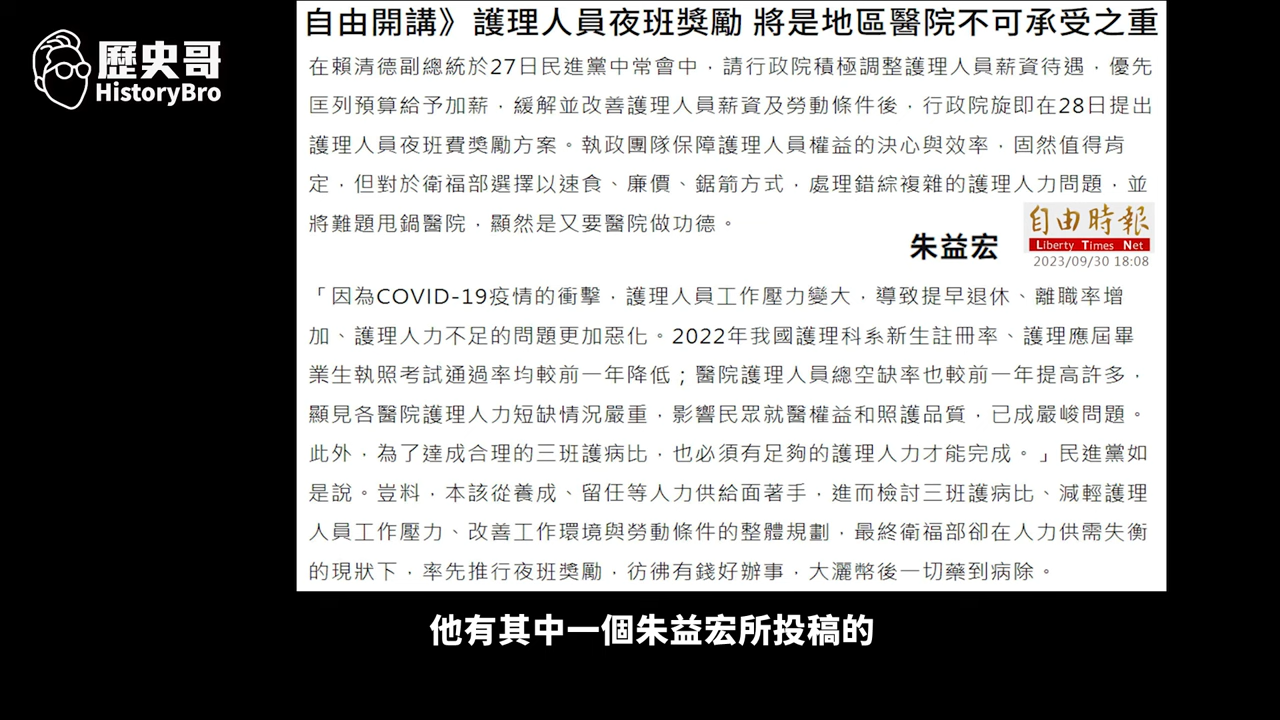 自由開講》護理人員夜班獎勵 將是地區醫院不可承受之重
歷史哥
HistoryBro
在賴清德副總統於27日民進黨中常會中，請行政院積極調整護理人員薪資待遇，優先
匡列預算給予加薪，緩解並改善護理人員薪資及勞動條件後，行政院旋即在28日提出
護理人員夜班費獎勵方案。執政團隊保障護理人員權益的決心與效率，固然值得肯
定，但對於衛福部選擇以速食、廉價、鋸箭方式，處理錯綜複雜的護理人力問題，並
將難題甩鍋醫院，顯然是又要醫院做功德。
朱益宏
自由時報
Liberty Times Net
2023/09/30 18:08
「因為COVID-19疫情的衝擊，護理人員工作壓力變大，導致提早退休、離職率增
加、護理人力不足的問題更加惡化。2022年我國護理科系新生註冊率、護理應屆畢
業生執照考試通過率均較前一年降低；醫院護理人員總空缺率也較前一年提高許多，
顯見各醫院護理人力短缺情況嚴重，影響民眾就醫權益和照護品質，已成嚴峻問題。
此外，為了達成合理的三班護病比，也必須有足夠的護理人力才能完成。」民進黨如
是說。豈料，本該從養成、留任等人力供給面著手，進而檢討三班護病比、減輕護理
人員工作壓力、改善工作環境與勞動條件的整體規劃，最終衛福部卻在人力供需失衡
的現狀下，率先推行夜班獎勵，彷彿有錢好辦事，大灑幣後一切藥到病除。
他有其中一個朱益宏所投稿的